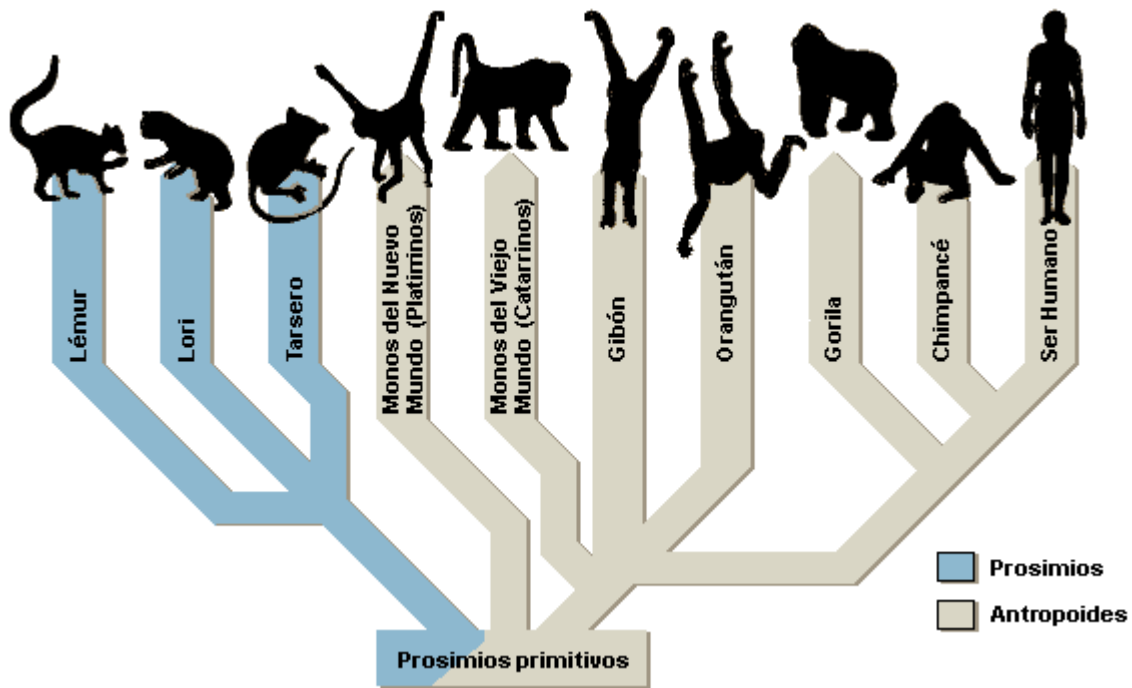 Lémur
Lori
Tarsero
Monos del Nuevo
Mundo (Platirrinos)
Monos del Viejo
Mundo (Catarrinos)
Gibón
Orangután
Gorila
Chimpancé
Ser Humano
Prosimios
Antropoides
Prosimios primitivos